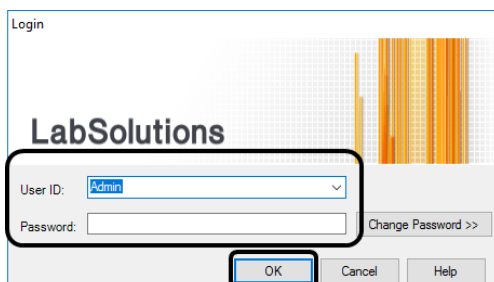 Login
LabSolutions
User ID: Admin
Password: Change Password >>
OK Cancel Help